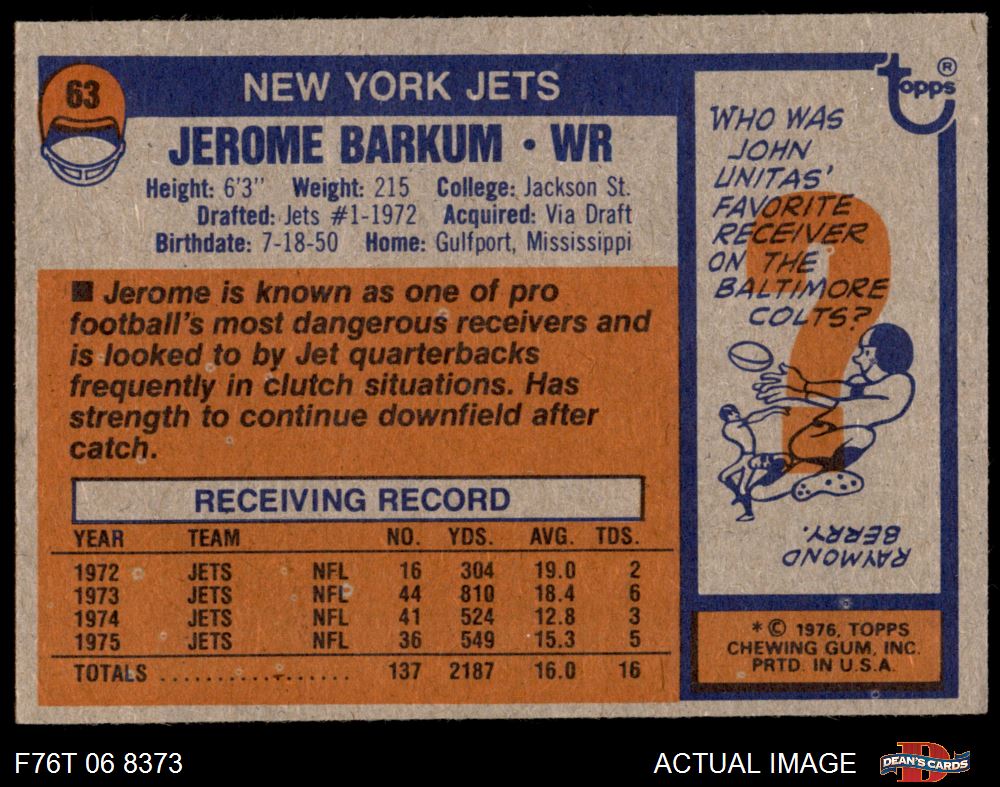 63
NEW YORK JETS
JEROME BARKUM • WR
Height: 6'3" Weight: 215 College: Jackson St.
Drafted: Jets #1-1972 Acquired: Via Draft
Birthdate: 7-18-50 Home: Gulfport, Mississippi
■ Jerome is known as one of pro
football's most dangerous receivers and
is looked to by Jet quarterbacks
frequently in clutch situations. Has
strength to continue downfield after
catch.
RECEIVING RECORD
YEAR TEAM NO. YDS. AVG. TDS.
1972 JETS NFL 16 304 19.0 2
1973 JETS NFL 44 810 18.4 6
1974 JETS NFL 41 524 12.8 3
1975 JETS NFL 36 549 15.3 5
TOTALS .................. 137 2187 16.0 16
topps ®
WHO WAS
JOHN
UNITAS'
FAVORITE
RECEIVER
ON THE
BALTIMORE
COLTS?
?
RAYMOND
BERRY.
* © 1976, TOPPS
CHEWING GUM, INC.
PRTD. IN U.S.A.
F76T 06 8373
ACTUAL IMAGE
D
DEAN'S CARDS